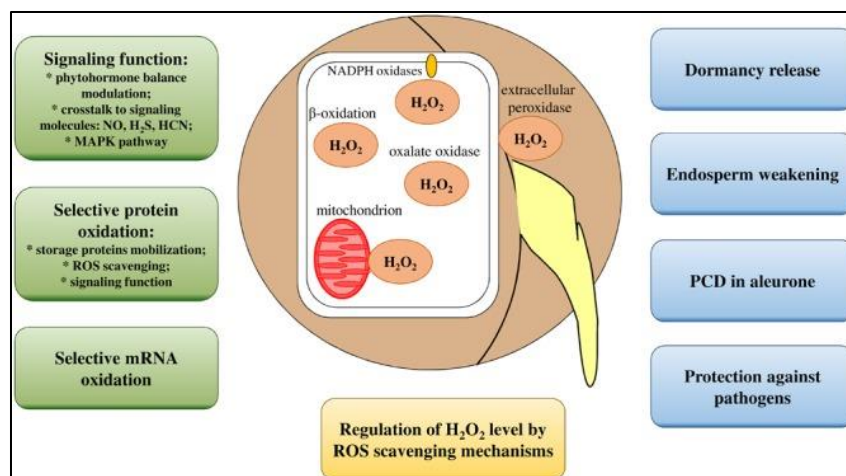 Signaling function:
* phytohormone balance
modulation;
* crosstalk to signaling
molecules: NO, H₂S, HCN;
* MAPK pathway
Selective protein
oxidation:
* storage proteins mobilization;
* ROS scavenging;
* signaling function
Selective mRNA
oxidation
NADPH oxidases
H₂O₂
β-oxidation
H₂O₂
oxalate oxidase
H₂O₂
mitochondrion
H₂O₂
extracellular
peroxidase
H₂O₂
Regulation of H₂O₂ level by
ROS scavenging mechanisms
Dormancy release
Endosperm weakening
PCD in aleurone
Protection against
pathogens